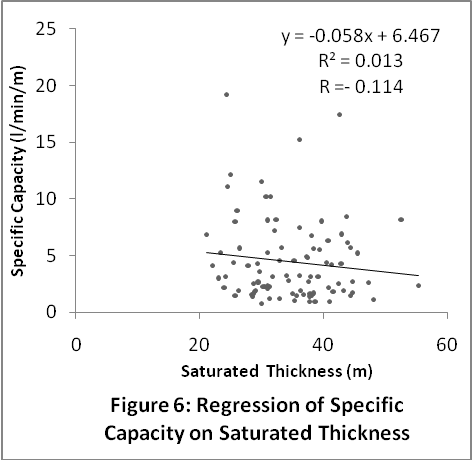 y = -0.058x + 6.467
R² = 0.013
R =- 0.114
25
20
15
10
5
0
Specific Capacity (l/min/m)
0 20 40 60
Saturated Thickness (m)
Figure 6: Regression of Specific
Capacity on Saturated Thickness